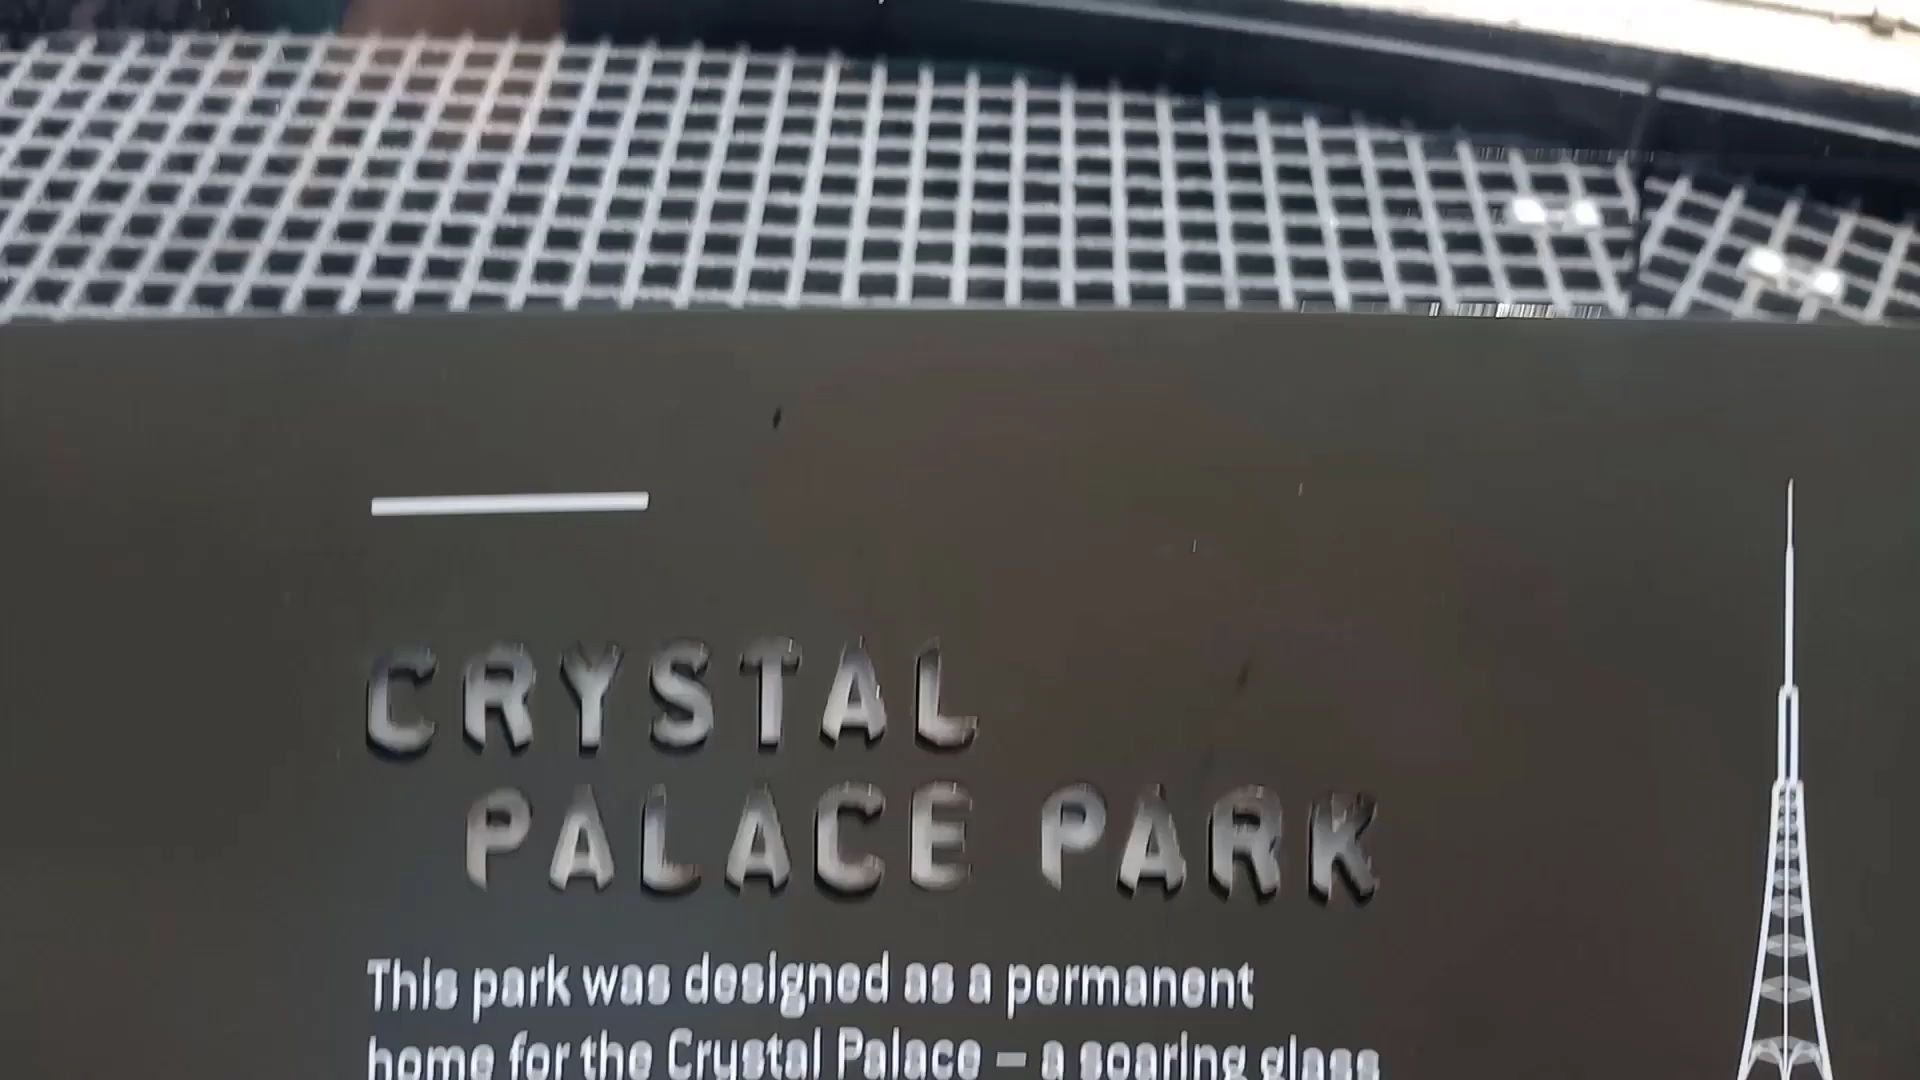 CRYSTAL
PALACE PARK
This park was designed as a permanent
home for the Crystal Palace – a soaring glass